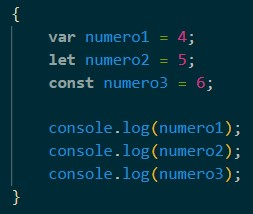 {
    var numero1 = 4;
    let numero2 = 5;
    const numero3 = 6;

    console.log(numero1);
    console.log(numero2);
    console.log(numero3);
}